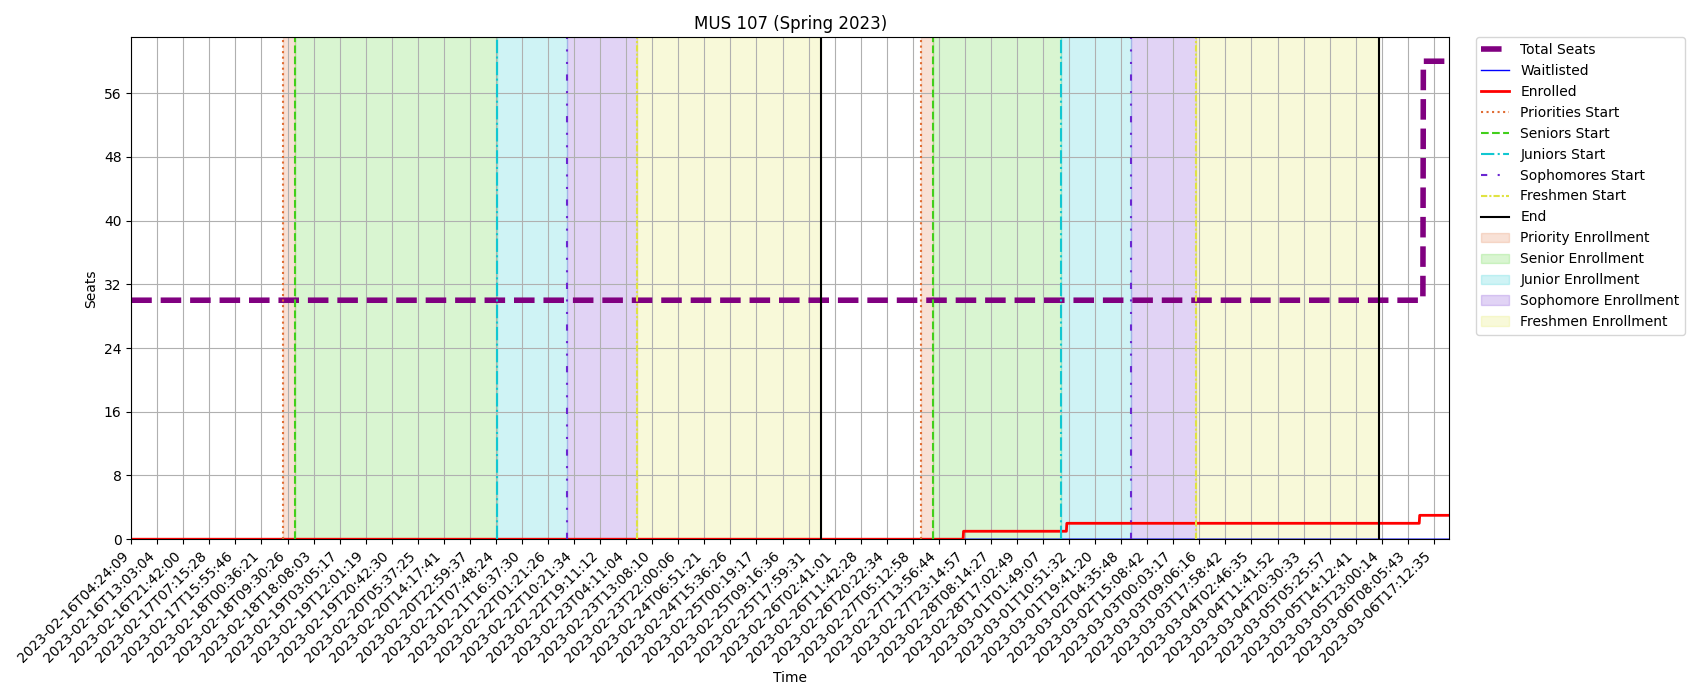 MUS 107 (Spring 2023)
Seats
56
48
40
32
24
16
8
0
2023-02-16T04:24:09
2023-02-16T13:03:04
2023-02-16T21:42:00
2023-02-17T07:15:28
2023-02-17T15:55:46
2023-02-18T00:36:21
2023-02-18T09:30:26
2023-02-18T18:08:03
2023-02-19T03:05:17
2023-02-19T12:01:19
2023-02-19T20:42:30
2023-02-20T05:37:25
2023-02-20T14:17:41
2023-02-20T22:59:37
2023-02-21T07:48:24
2023-02-21T16:37:30
2023-02-22T01:21:26
2023-02-22T10:21:34
2023-02-22T19:11:12
2023-02-23T04:11:04
2023-02-23T13:08:10
2023-02-23T22:00:06
2023-02-24T06:51:21
2023-02-24T15:36:26
2023-02-25T00:19:17
2023-02-25T09:16:36
2023-02-25T17:59:31
2023-02-26T02:41:01
2023-02-26T11:42:28
2023-02-26T20:22:34
2023-02-27T05:12:58
2023-02-27T13:56:44
2023-02-27T23:14:57
2023-02-28T08:14:27
2023-02-28T17:02:49
2023-03-01T01:49:07
2023-03-01T10:51:32
2023-03-01T19:41:20
2023-03-02T04:35:48
2023-03-02T15:08:42
2023-03-03T00:03:17
2023-03-03T09:06:16
2023-03-03T17:58:42
2023-03-04T02:46:35
2023-03-04T11:41:52
2023-03-04T20:30:33
2023-03-05T05:25:57
2023-03-05T14:12:41
2023-03-05T23:00:14
2023-03-06T08:05:43
2023-03-06T17:12:35
Time
Total Seats
Waitlisted
Enrolled
Priorities Start
Seniors Start
Juniors Start
Sophomores Start
Freshmen Start
End
Priority Enrollment
Senior Enrollment
Junior Enrollment
Sophomore Enrollment
Freshmen Enrollment